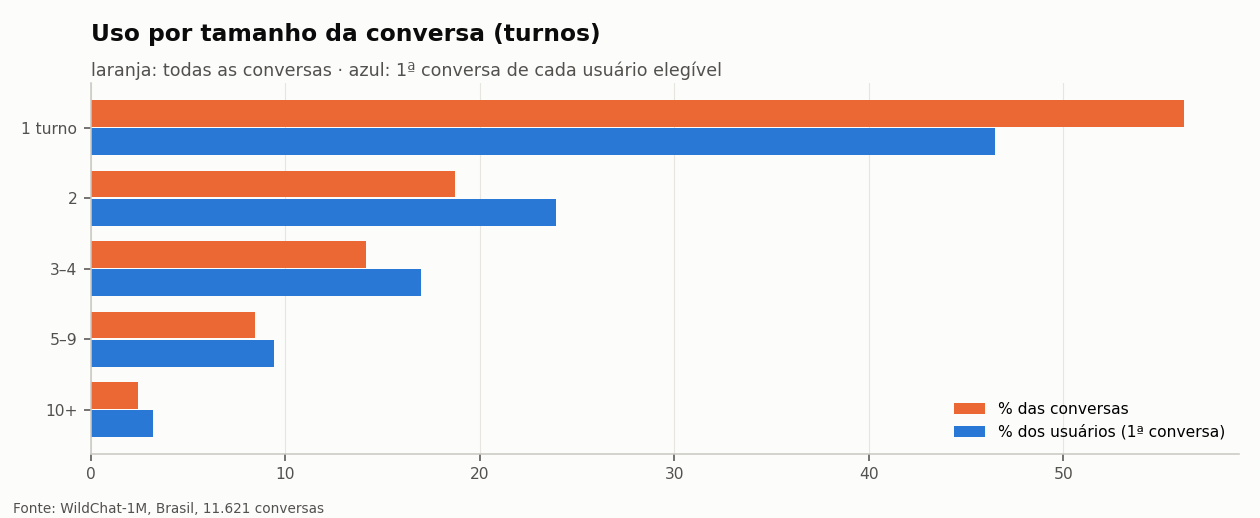 Uso por tamanho da conversa (turnos)
laranja: todas as conversas · azul: 1ª conversa de cada usuário elegível
1 turno
2
3–4
5–9
10+
% das conversas
% dos usuários (1ª conversa)
0 10 20 30 40 50
Fonte: WildChat-1M, Brasil, 11.621 conversas